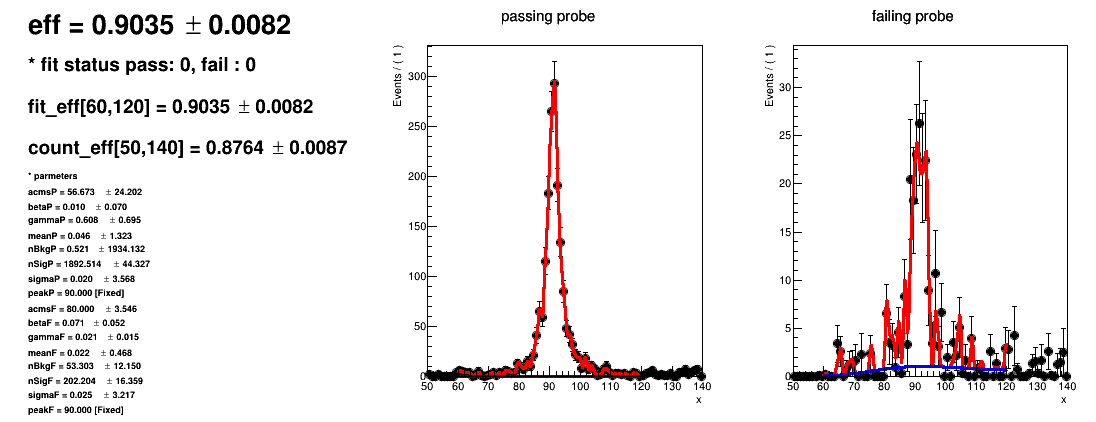 eff = 0.9035 ± 0.0082
* fit status pass: 0, fail : 0
fit_eff[60,120] = 0.9035 ± 0.0082
count_eff[50,140] = 0.8764 ± 0.0087
* parmeters
acmsP = 56.673 ± 24.202
betaP = 0.010 ± 0.070
gammaP = 0.608 ± 0.695
meanP = 0.046 ± 1.323
nBkgP = 0.521 ± 1934.132
nSigP = 1892.514 ± 44.327
sigmaP = 0.020 ± 3.568
peakP = 90.000 [Fixed]
acmsF = 80.000 ± 3.546
betaF = 0.071 ± 0.052
gammaF = 0.021 ± 0.015
meanF = 0.022 ± 0.468
nBkgF = 53.303 ± 12.150
nSigF = 202.204 ± 16.359
sigmaF = 0.025 ± 3.217
peakF = 90.000 [Fixed]
passing probe
Events / ( 1 )
300
250
200
150
100
50
0
50 60 70 80 90 100 110 120 130 140
x
failing probe
Events / ( 1 )
30
25
20
15
10
5
0
50 60 70 80 90 100 110 120 130 140
x